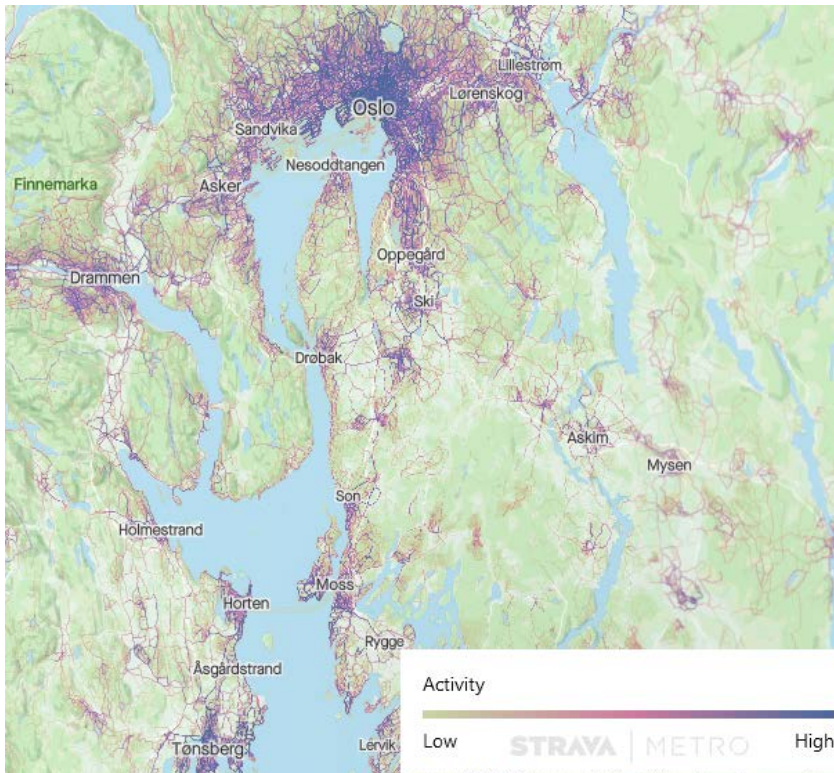 Lillestrøm
Lørenskog
Oslo
Sandvika
Nesoddtangen
Asker
Finnemarka
Oppegård
Drammen
Ski
Drøbak
Askim
Mysen
Son
Holmestrand
Moss
Horten
Rygge
Åsgårdstrand
Tønsberg
Lervik
Activity
Low
High
STRAVA | METRO